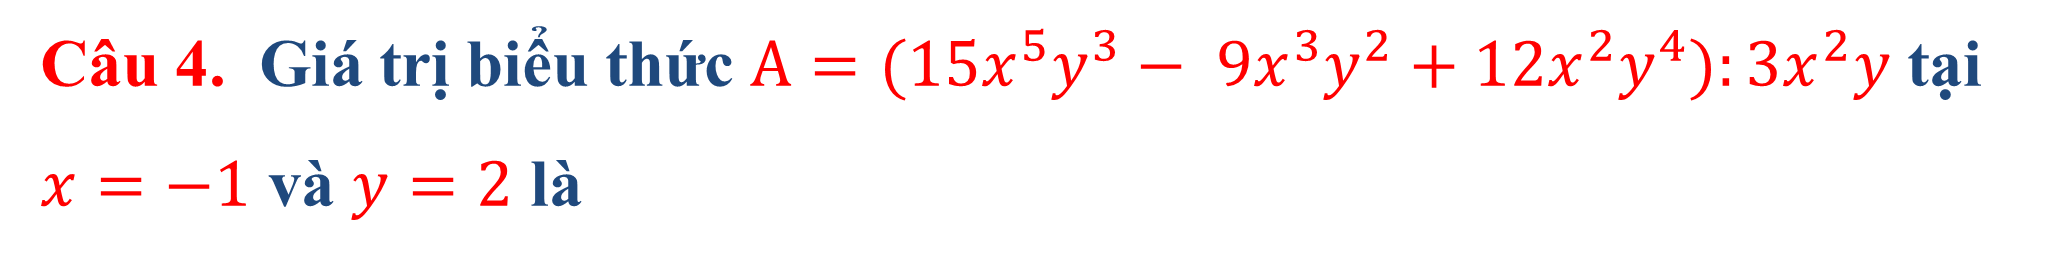 Câu 4. Giá trị biểu thức A = (15x⁵y³ − 9x³y² + 12x²y⁴): 3x²y tại
x = −1 và y = 2 là